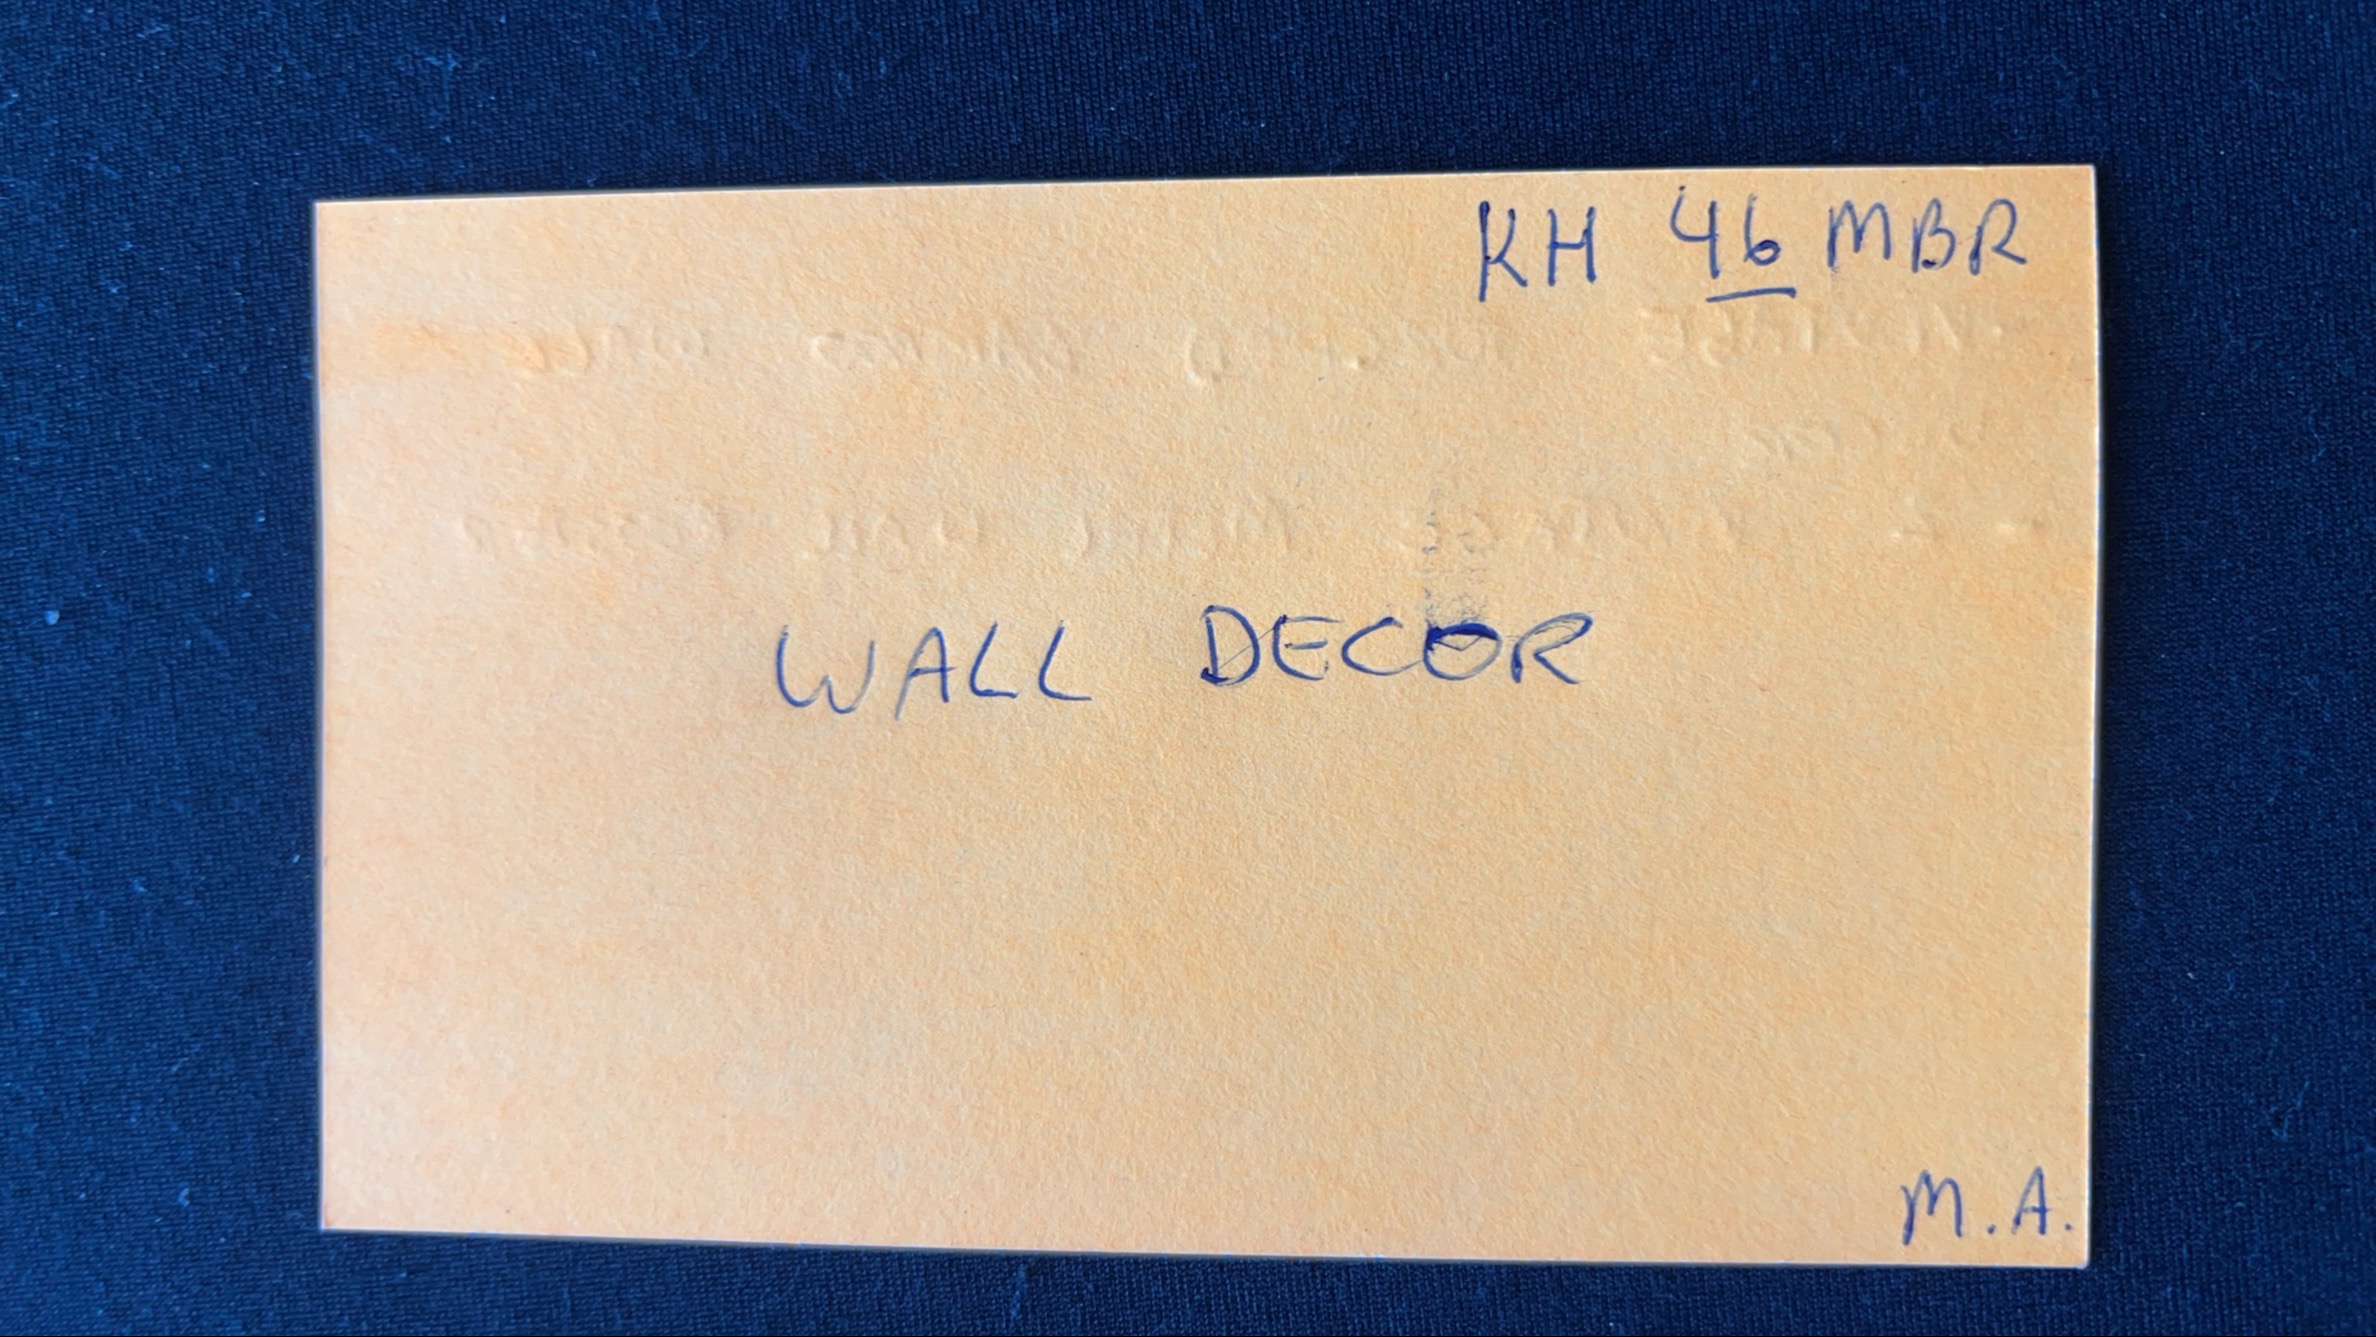 KH 46 MBR
WALL DECOR
M.A.